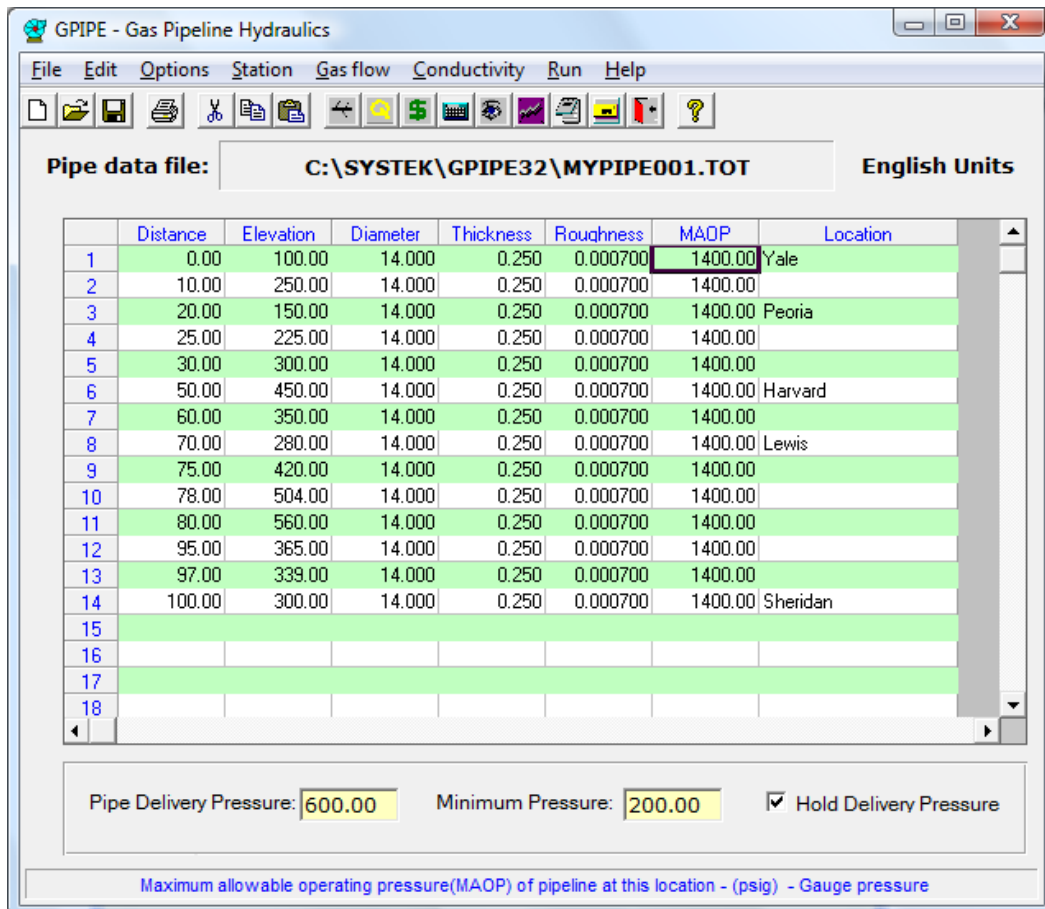 GPIPE - Gas Pipeline Hydraulics
File Edit Options Station Gas flow Conductivity Run Help
Pipe data file: C:\SYSTEK\GPIPE32\MYPIPE001.TOT English Units
Distance Elevation Diameter Thickness Roughness MAOP Location
1 0.00 100.00 14.000 0.250 0.000700 1400.00 Yale
2 10.00 250.00 14.000 0.250 0.000700 1400.00
3 20.00 150.00 14.000 0.250 0.000700 1400.00 Peoria
4 25.00 225.00 14.000 0.250 0.000700 1400.00
5 30.00 300.00 14.000 0.250 0.000700 1400.00
6 50.00 450.00 14.000 0.250 0.000700 1400.00 Harvard
7 60.00 350.00 14.000 0.250 0.000700 1400.00
8 70.00 280.00 14.000 0.250 0.000700 1400.00 Lewis
9 75.00 420.00 14.000 0.250 0.000700 1400.00
10 78.00 504.00 14.000 0.250 0.000700 1400.00
11 80.00 560.00 14.000 0.250 0.000700 1400.00
12 95.00 365.00 14.000 0.250 0.000700 1400.00
13 97.00 339.00 14.000 0.250 0.000700 1400.00
14 100.00 300.00 14.000 0.250 0.000700 1400.00 Sheridan
15
16
17
18
Pipe Delivery Pressure: 600.00 Minimum Pressure: 200.00 Hold Delivery Pressure
Maximum allowable operating pressure(MAOP) of pipeline at this location - (psig) - Gauge pressure